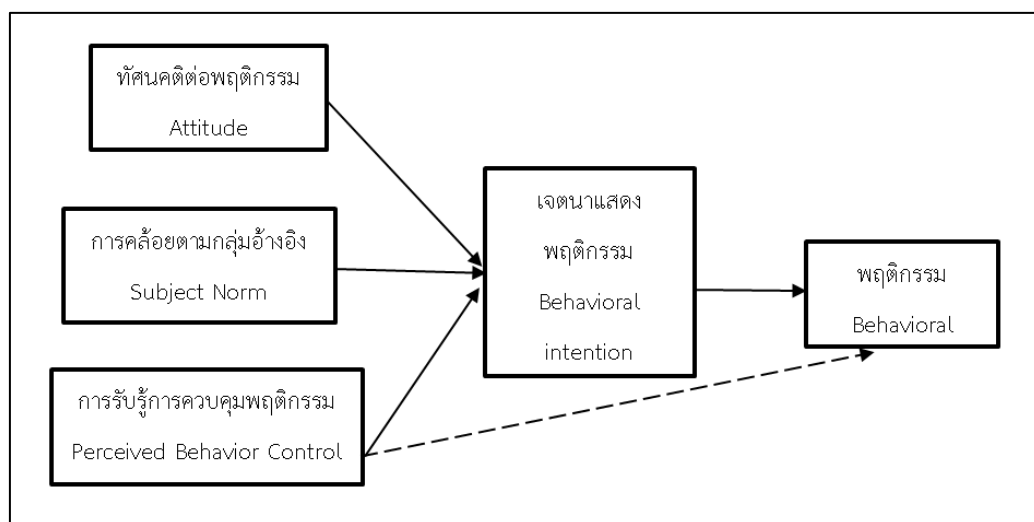 ทัศนคติต่อพฤติกรรม
Attitude
การคล้อยตามกลุ่มอ้างอิง
Subject Norm
การรับรู้การควบคุมพฤติกรรม
Perceived Behavior Control
เจตนาแสดง
พฤติกรรม
Behavioral
intention
พฤติกรรม
Behavioral